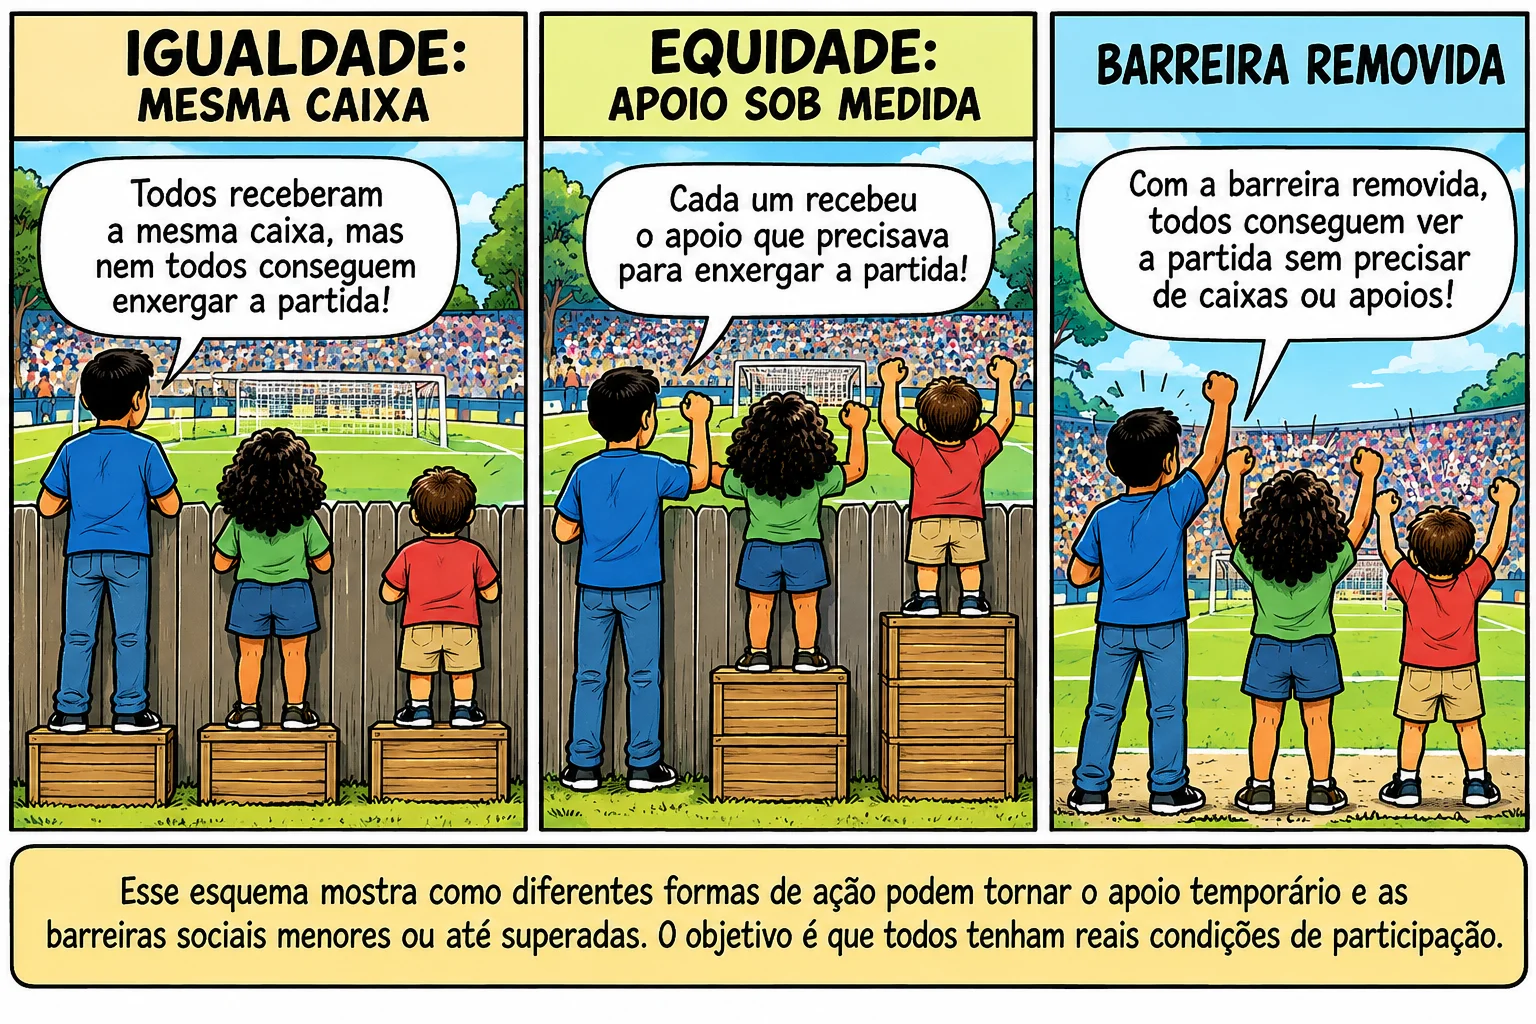 IGUALDADE:
MESMA CAIXA
Todos receberam
a mesma caixa, mas
nem todos conseguem
enxergar a partida!
EQUIDADE:
APOIO SOB MEDIDA
Cada um recebeu
o apoio que precisava
para enxergar a partida!
BARREIRA REMOVIDA
Com a barreira removida,
todos conseguem ver
a partida sem precisar
de caixas ou apoios!
Esse esquema mostra como diferentes formas de ação podem tornar o apoio temporário e as
barreiras sociais menores ou até superadas. O objetivo é que todos tenham reais condições de participação.